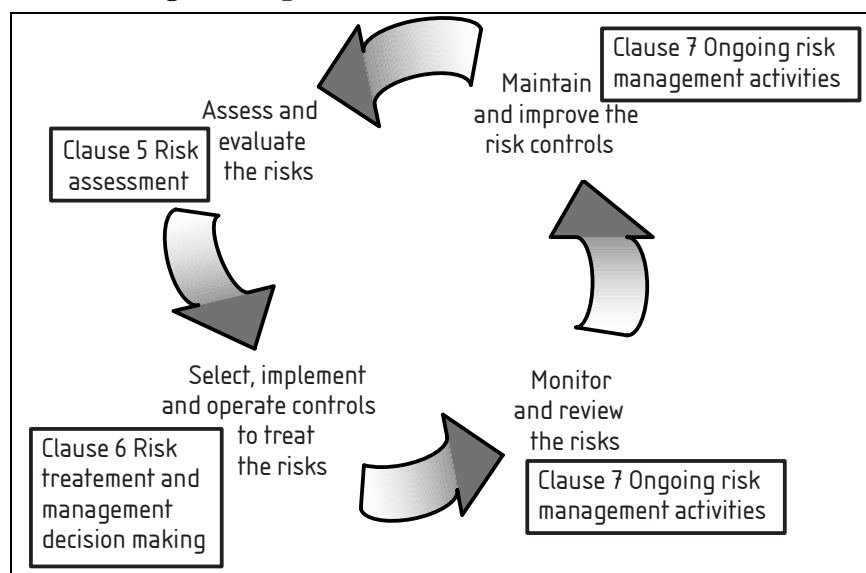 Clause 7 Ongoing risk
management activities
Maintain
and improve the
risk controls
Assess and
evaluate
the risks
Clause 5 Risk
assessment
Select, implement
and operate controls
to treat
the risks
Clause 6 Risk
treatement and
management
decision making
Monitor
and review
the risks
Clause 7 Ongoing risk
management activities